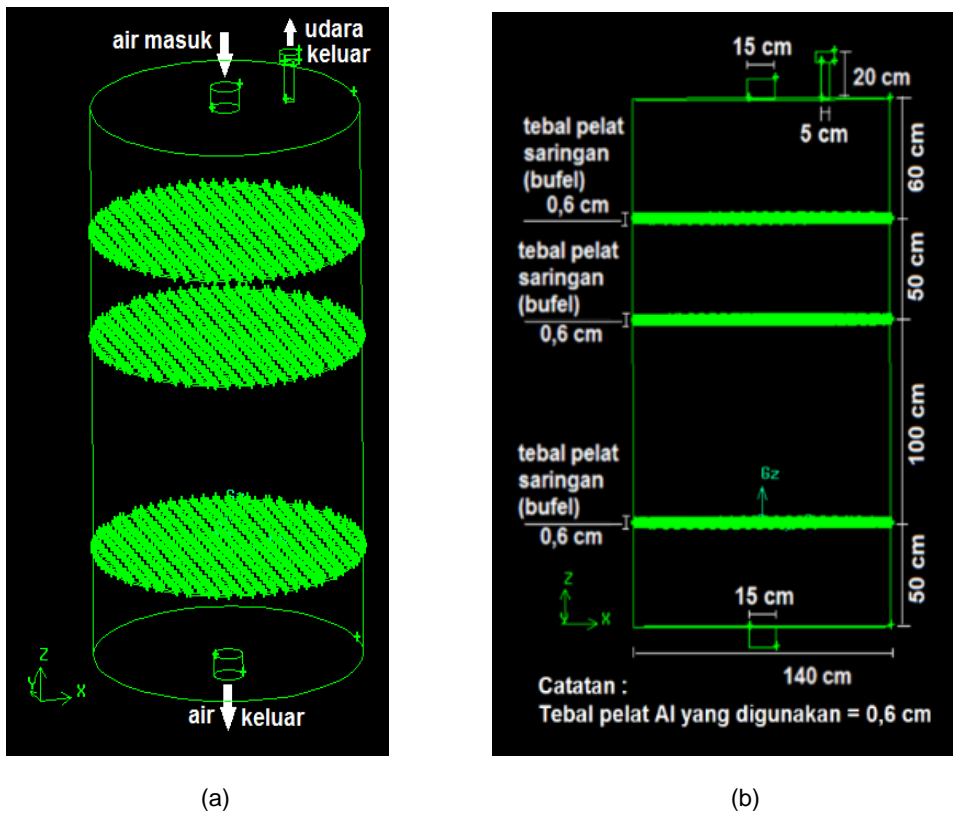 air masuk
udara
keluar
Gz
Z
Y
X
air keluar
(a)
15 cm
20 cm
5 cm
tebal pelat
saringan
(bufel)
0,6 cm
60 cm
tebal pelat
saringan
(bufel)
0,6 cm
50 cm
100 cm
tebal pelat
saringan
(bufel)
0,6 cm
Gz
50 cm
15 cm
Z
Y
X
140 cm
Catatan :
Tebal pelat Al yang digunakan = 0,6 cm
(b)